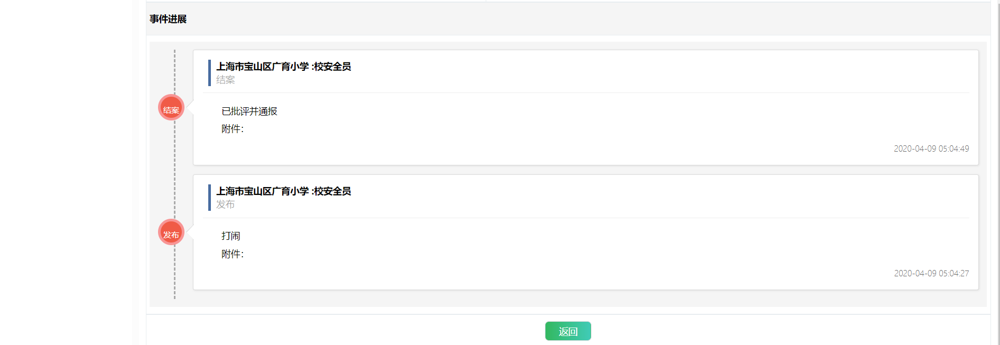 事件进展
上海市宝山区广育小学 :校安全员
结案
结案
已批评并通报
附件：
2020-04-09 05:04:49
上海市宝山区广育小学 :校安全员
发布
发布
打闹
附件：
2020-04-09 05:04:27
返回